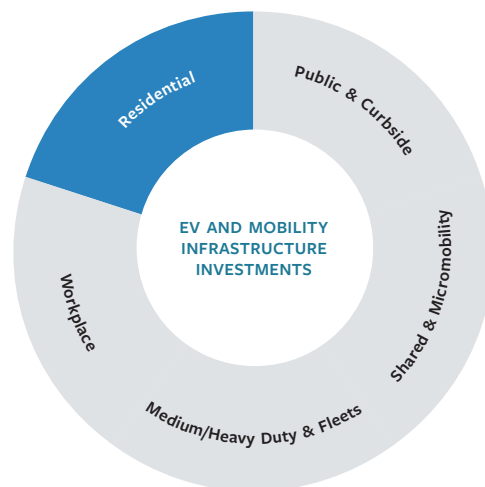 Residential
Public & Curbside
Shared & Micromobility
Medium/Heavy Duty & Fleets
Workplace
EV AND MOBILITY
INFRASTRUCTURE
INVESTMENTS